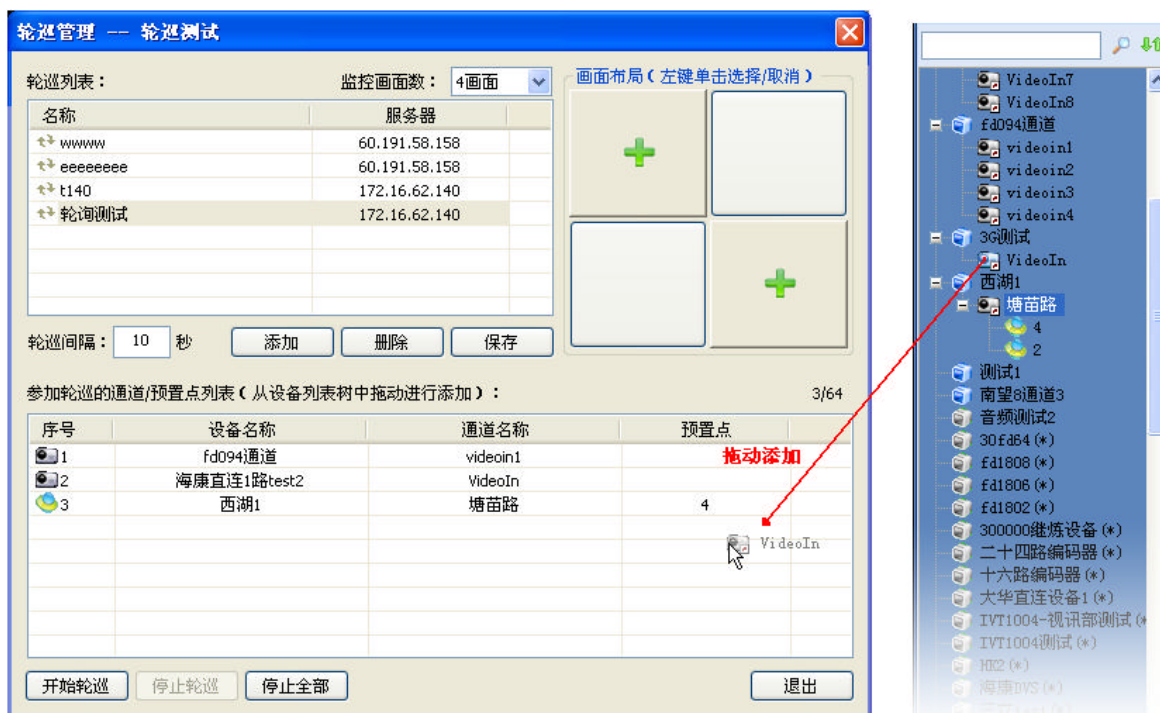 轮巡管理 -- 轮巡测试
轮巡列表：
监控画面数： 4画面
名称 服务器
wwww 60.191.58.158
eeeeeeee 60.191.58.158
t140 172.16.62.140
轮询测试 172.16.62.140
轮巡间隔： 10 秒 添加 删除 保存
画面布局（左键单击选择/取消）
参加轮巡的通道/预置点列表（从设备列表树中拖动进行添加）： 3/64
序号 设备名称 通道名称 预置点
1 fd094通道 videoin1
拖动添加
2 海康直连1路test2 VideoIn
3 西湖1 塘苗路 4
VideoIn
开始轮巡 停止轮巡 停止全部 退出
VideoIn7
VideoIn8
fd094通道
videoin1
videoin2
videoin3
videoin4
3G测试
VideoIn
西湖1
塘苗路
4
2
测试1
南望8通道3
音频测试2
30fd64(*)
fd1808(*)
fd1806(*)
fd1802(*)
300000继炼设备(*)
二十四路编码器(*)
十六路编码器(*)
大华直连设备1(*)
IVT1004-视讯部测试(*
IVT1004测试(*)
HK2(*)
海康DVS(*)